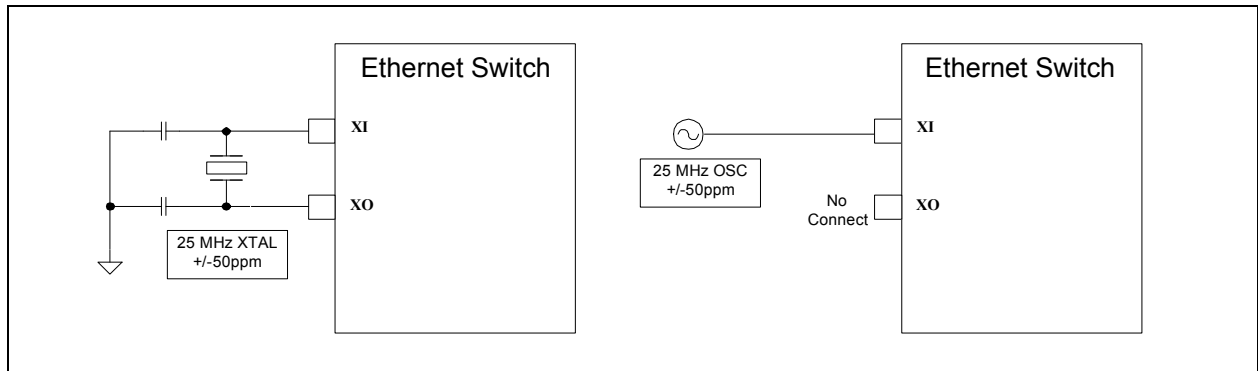 Ethernet Switch
XI
XO
25 MHz XTAL
+/-50ppm
Ethernet Switch
XI
25 MHz OSC
+/-50ppm
No
Connect
XO